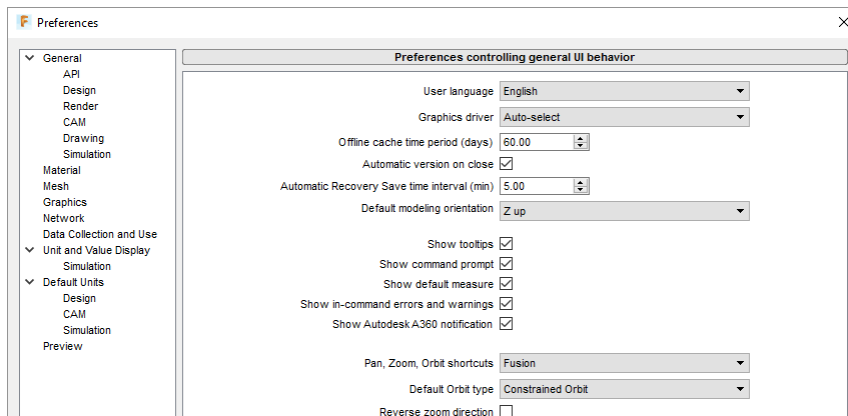 F Preferences
General
API
Design
Render
CAM
Drawing
Simulation
Material
Mesh
Graphics
Network
Data Collection and Use
Unit and Value Display
Simulation
Default Units
Design
CAM
Simulation
Preview
Preferences controlling general UI behavior
User language English
Graphics driver Auto-select
Offline cache time period (days) 60.00
Automatic version on close
Automatic Recovery Save time interval (min) 5.00
Default modeling orientation Z up
Show tooltips
Show command prompt
Show default measure
Show in-command errors and warnings
Show Autodesk A360 notification
Pan, Zoom, Orbit shortcuts Fusion
Default Orbit type Constrained Orbit
Reverse zoom direction